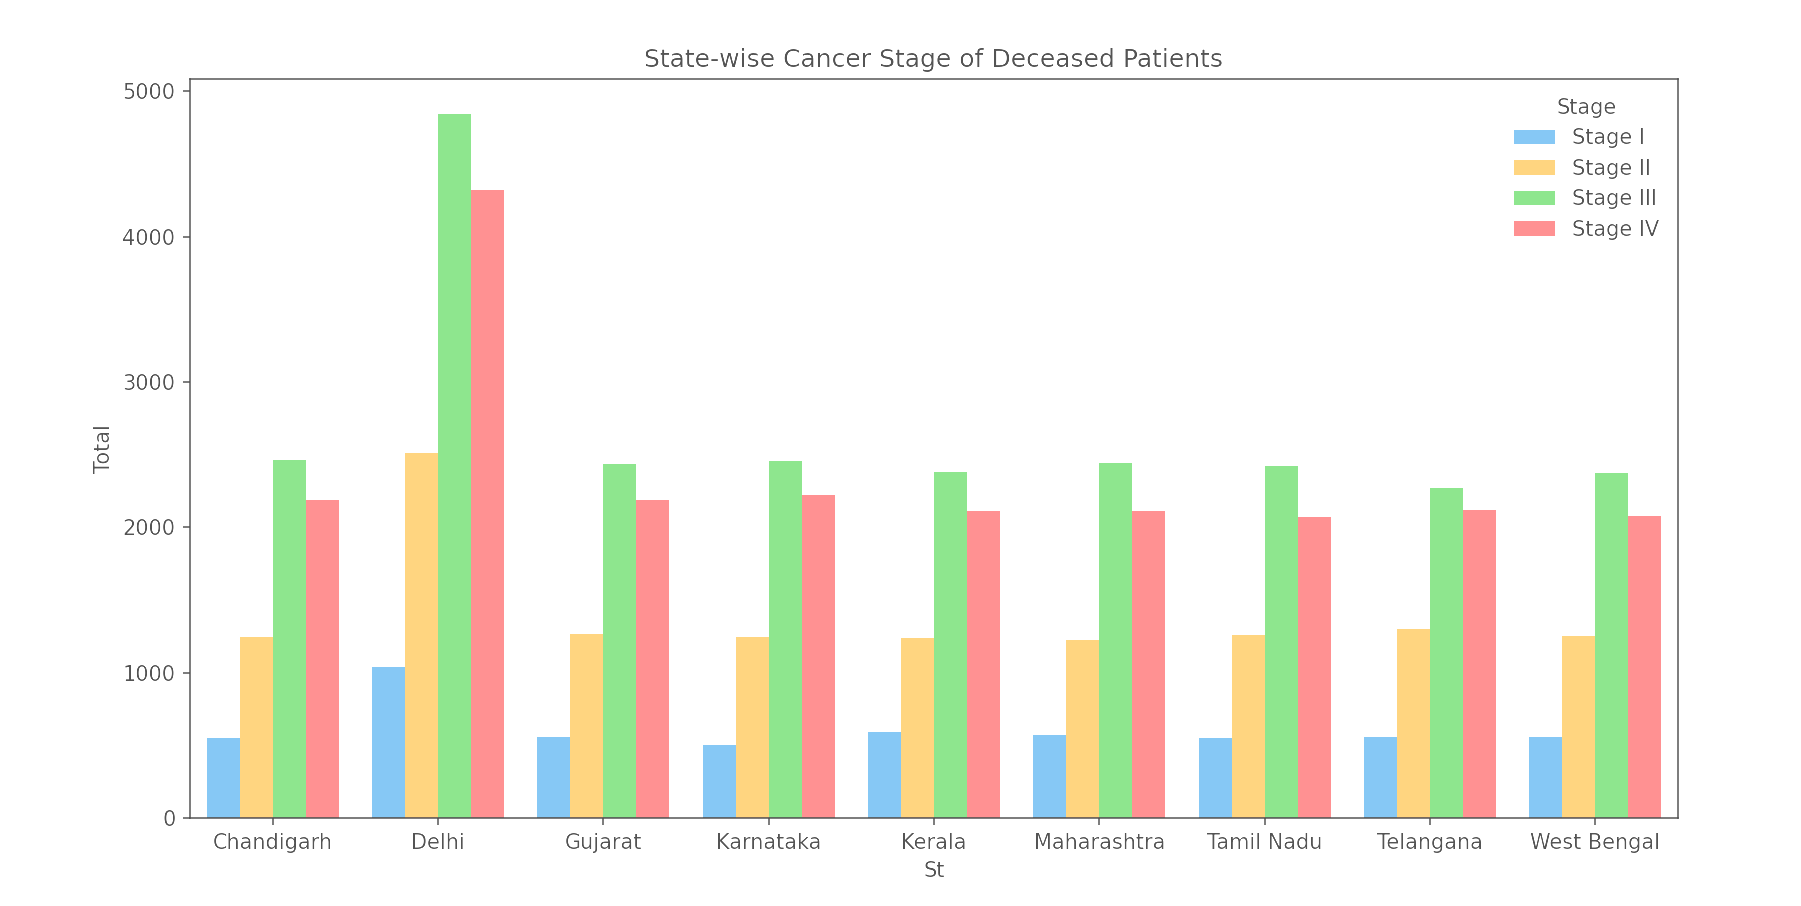 State-wise Cancer Stage of Deceased Patients
5000
4000
3000
2000
1000
0
Total
Stage
Stage I
Stage II
Stage III
Stage IV
Chandigarh Delhi Gujarat Karnataka Kerala Maharashtra Tamil Nadu Telangana West Bengal
St